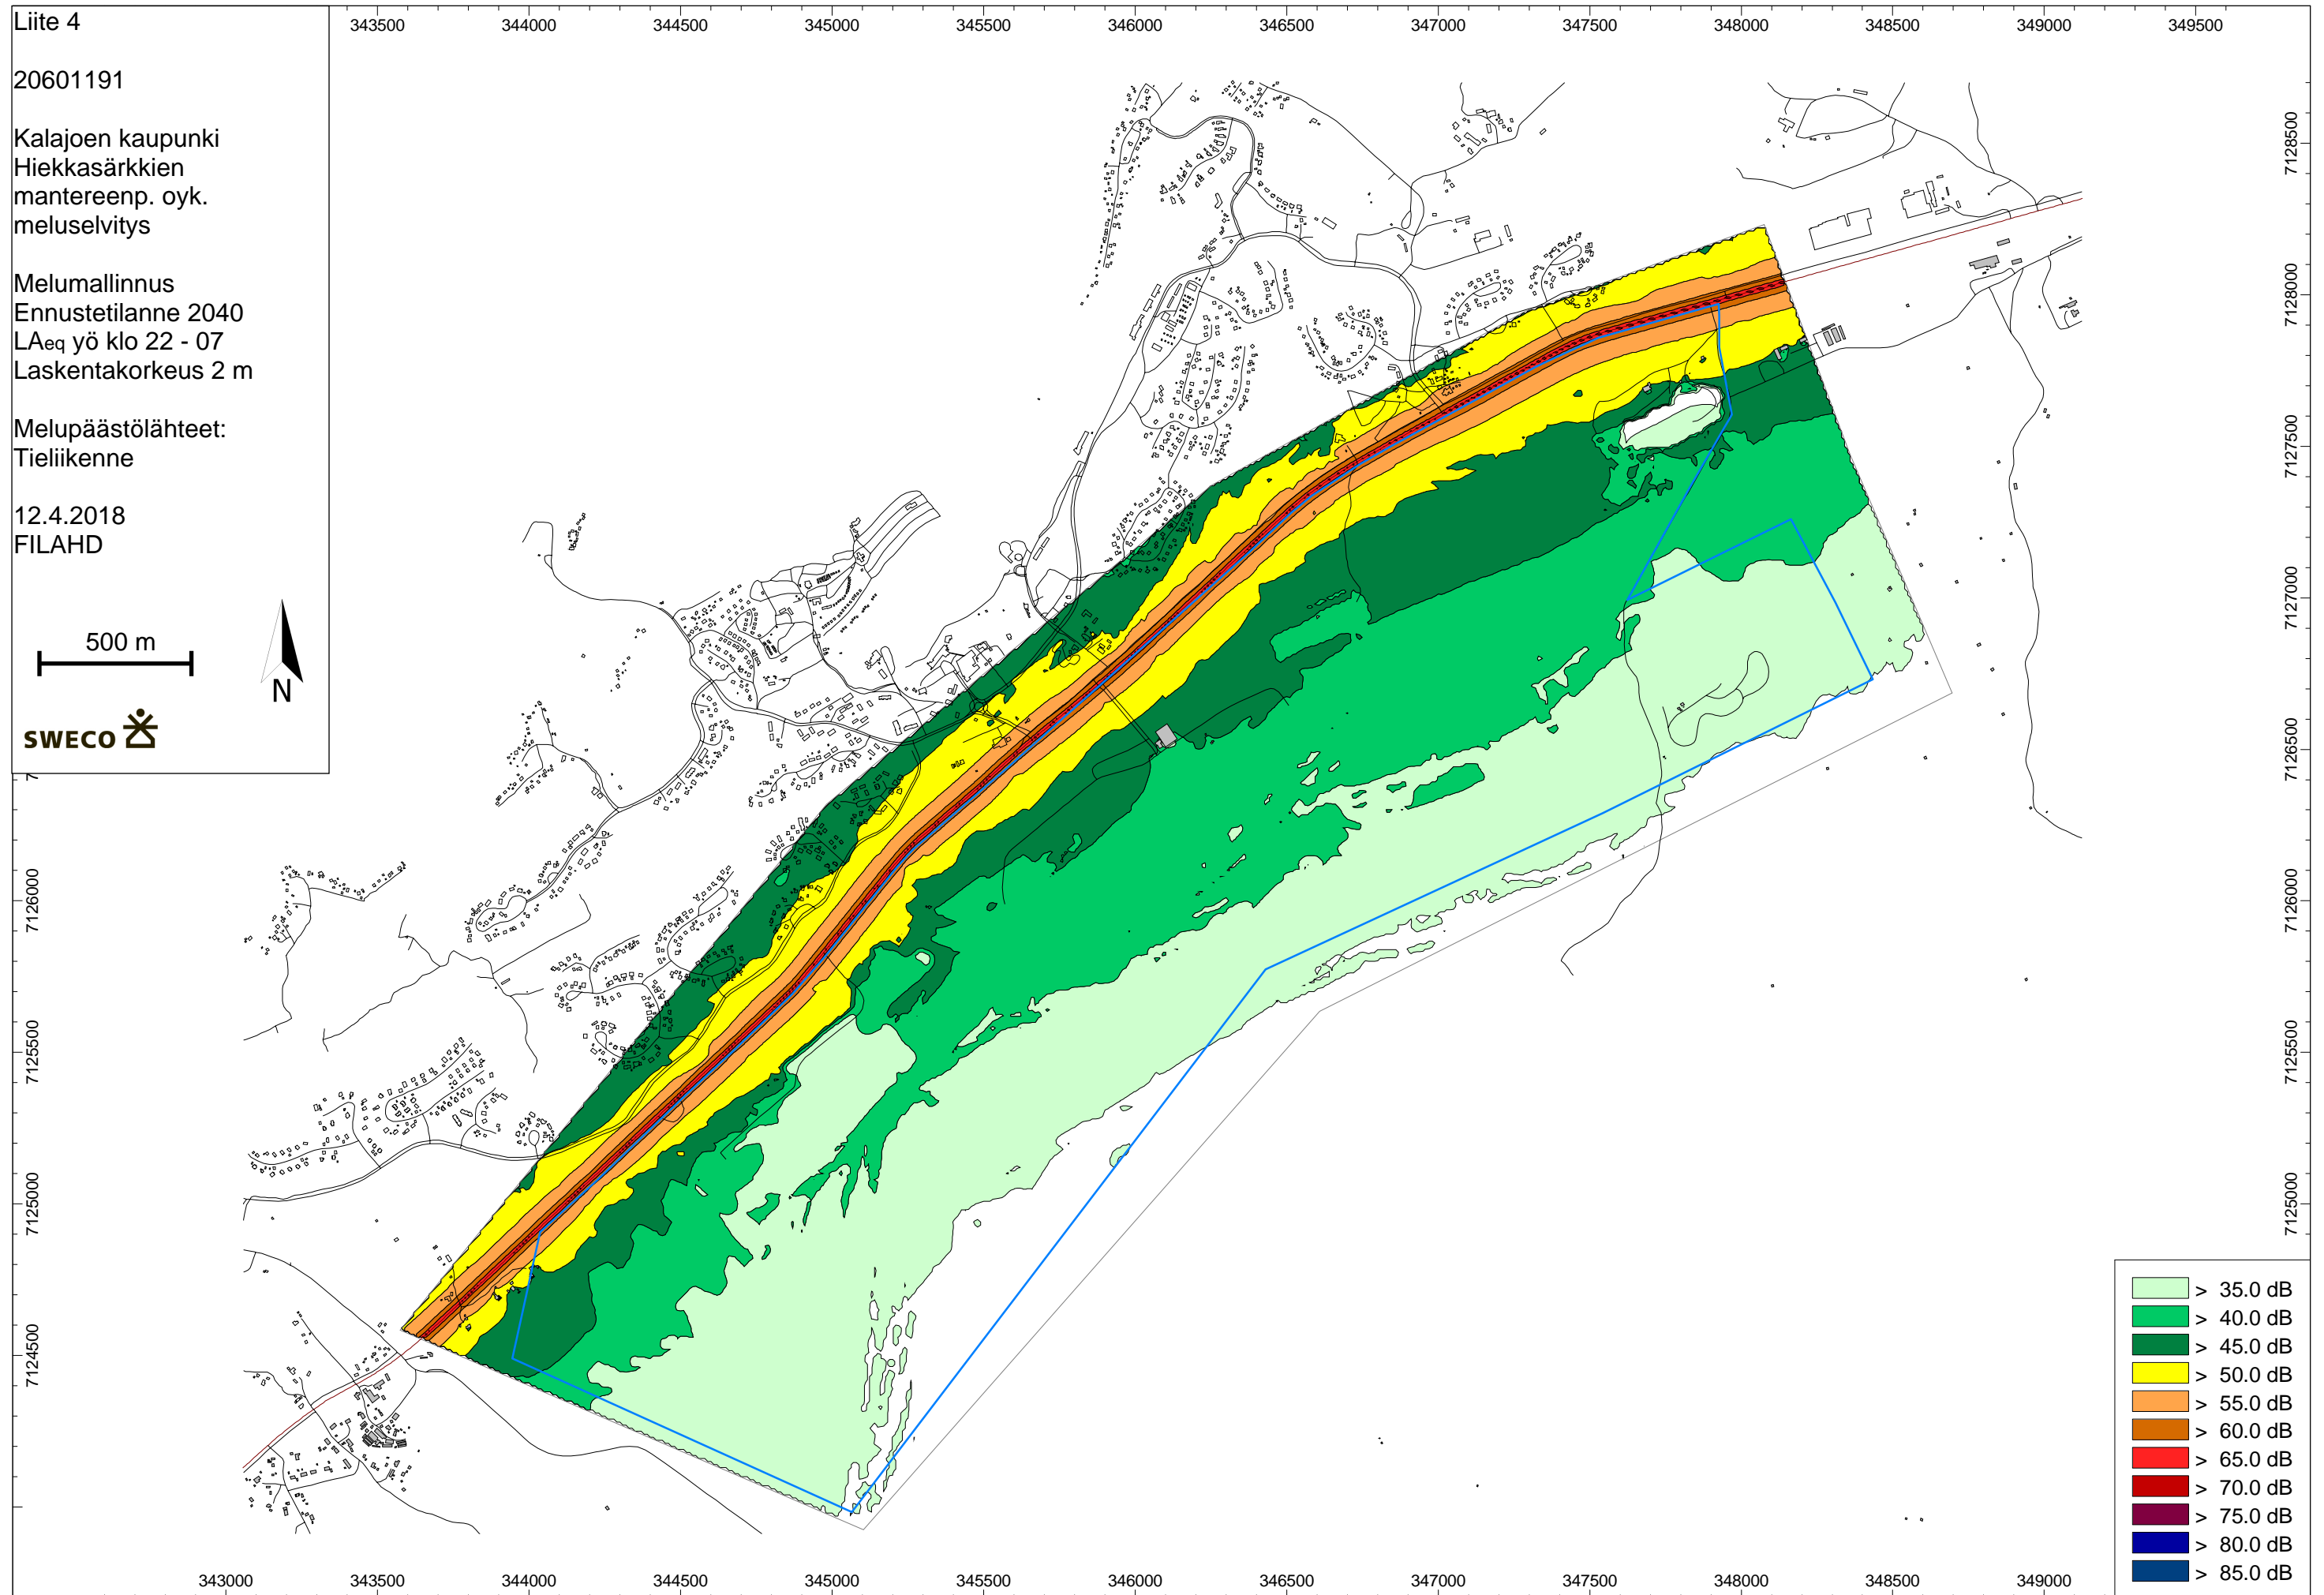 Liite 4
20601191
Kalajoen kaupunki
Hiekkasärkkien
mantereenp. oyk.
meluselvitys
Melumallinnus
Ennustetilanne 2040
LAeq yö klo 22 - 07
Laskentakorkeus 2 m
Melupäästölähteet:
Tieliikenne
12.4.2018
FILAHD
500 m
N
SWECO
343500 344000 344500 345000 345500 346000 346500 347000 347500 348000 348500 349000 349500
7128500
7128000
7127500
7127000
7126500
7126000
7125500
7125000
7126000
7125500
7125000
7124500
> 35.0 dB
> 40.0 dB
> 45.0 dB
> 50.0 dB
> 55.0 dB
> 60.0 dB
> 65.0 dB
> 70.0 dB
> 75.0 dB
> 80.0 dB
> 85.0 dB
343000 343500 344000 344500 345000 345500 346000 346500 347000 347500 348000 348500 349000